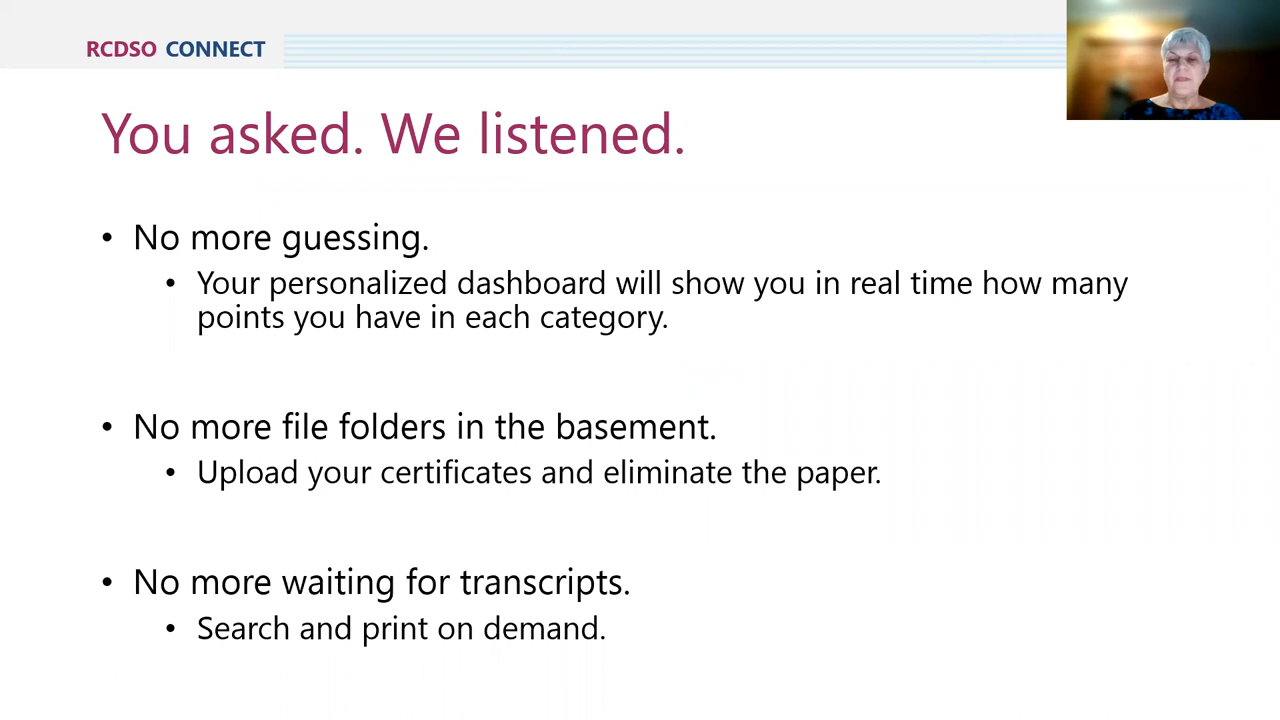 RCDSO CONNECT
You asked. We listened.
• No more guessing.
• Your personalized dashboard will show you in real time how many
points you have in each category.
• No more file folders in the basement.
• Upload your certificates and eliminate the paper.
• No more waiting for transcripts.
• Search and print on demand.